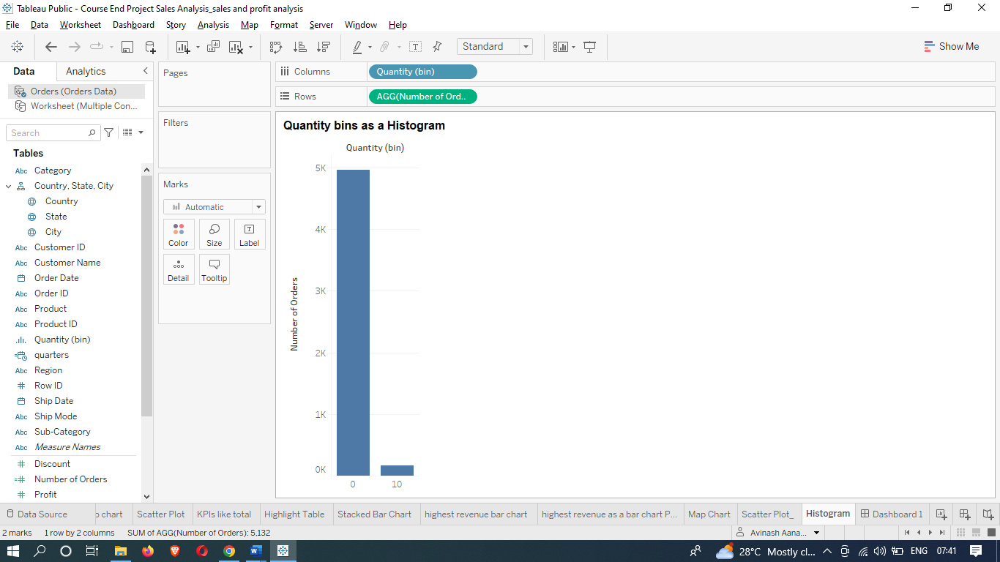 Tableau Public - Course End Project Sales Analysis_sales and profit analysis
File Data Worksheet Dashboard Story Analysis Map Format Server Window Help
Standard
Show Me
Data Analytics
Orders (Orders Data)
Worksheet (Multiple Con...
Search
Tables
Abc Category
Country, State, City
Country
State
City
Abc Customer ID
Abc Customer Name
Order Date
Abc Order ID
Abc Product
Abc Product ID
Quantity (bin)
quarters
Abc Region
Row ID
Ship Date
Abc Ship Mode
Abc Sub-Category
Abc Measure Names
Discount
Number of Orders
Profit
Pages
Filters
Marks
Automatic
Color Size Label
Detail Tooltip
Columns Quantity (bin)
Rows AGG(Number of Ord..
Quantity bins as a Histogram
Quantity (bin)
5K
4K
3K
2K
1K
0K
Number of Orders
0 10
Data Source
o chart Scatter Plot KPIs like total Highlight Table Stacked Bar Chart highest revenue bar chart highest revenue as a bar chart P... Map Chart Scatter Plot_ Histogram Dashboard 1
2 marks 1 row by 2 columns SUM of AGG(Number of Orders): 5,132
Avinash Aana...
28°C Mostly cl... ENG 07:41